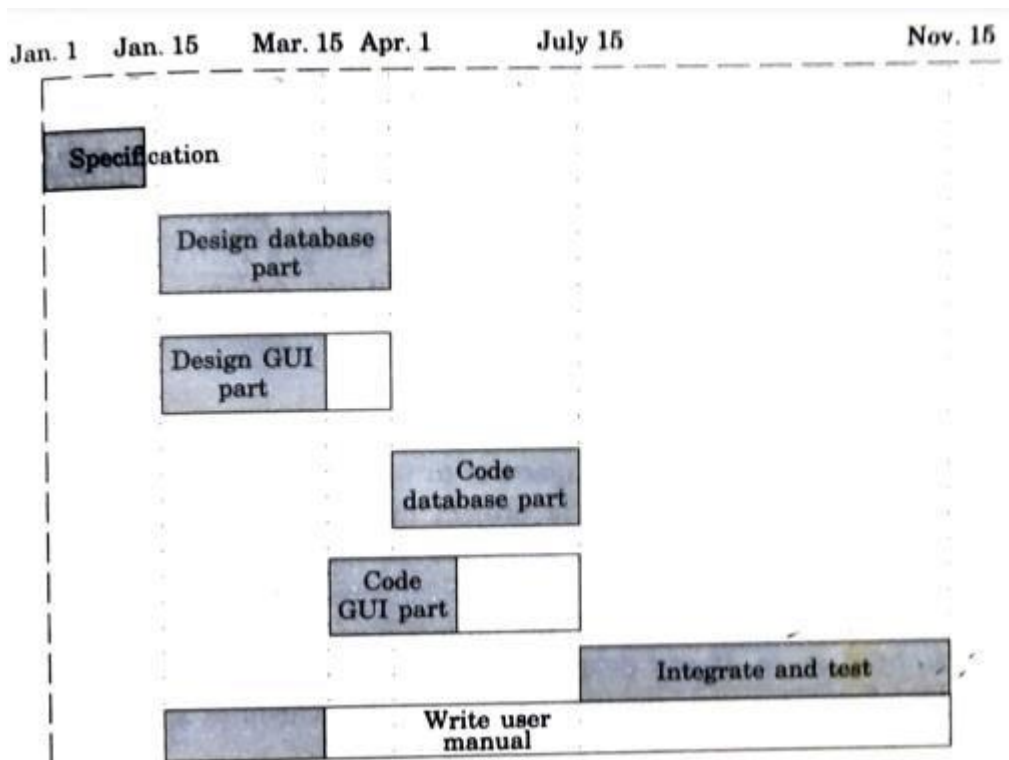 Jan. 1 Jan. 15 Mar. 15 Apr. 1 July 15 Nov. 15
Specification
Design database
part
Design GUI
part
Code
database part
Code
GUI part
Integrate and test
Write user
manual